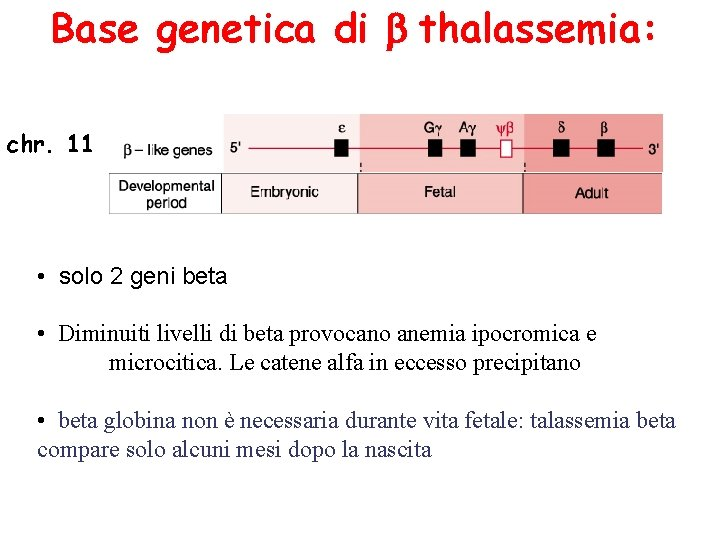 Base genetica di β thalassemia:
chr. 11
β – like genes 5' ε Gγ Aγ ψβ δ β 3'
Developmental period Embryonic Fetal Adult
• solo 2 geni beta
• Diminuiti livelli di beta provocano anemia ipocromica e
microcitica. Le catene alfa in eccesso precipitano
• beta globina non è necessaria durante vita fetale: talassemia beta
compare solo alcuni mesi dopo la nascita